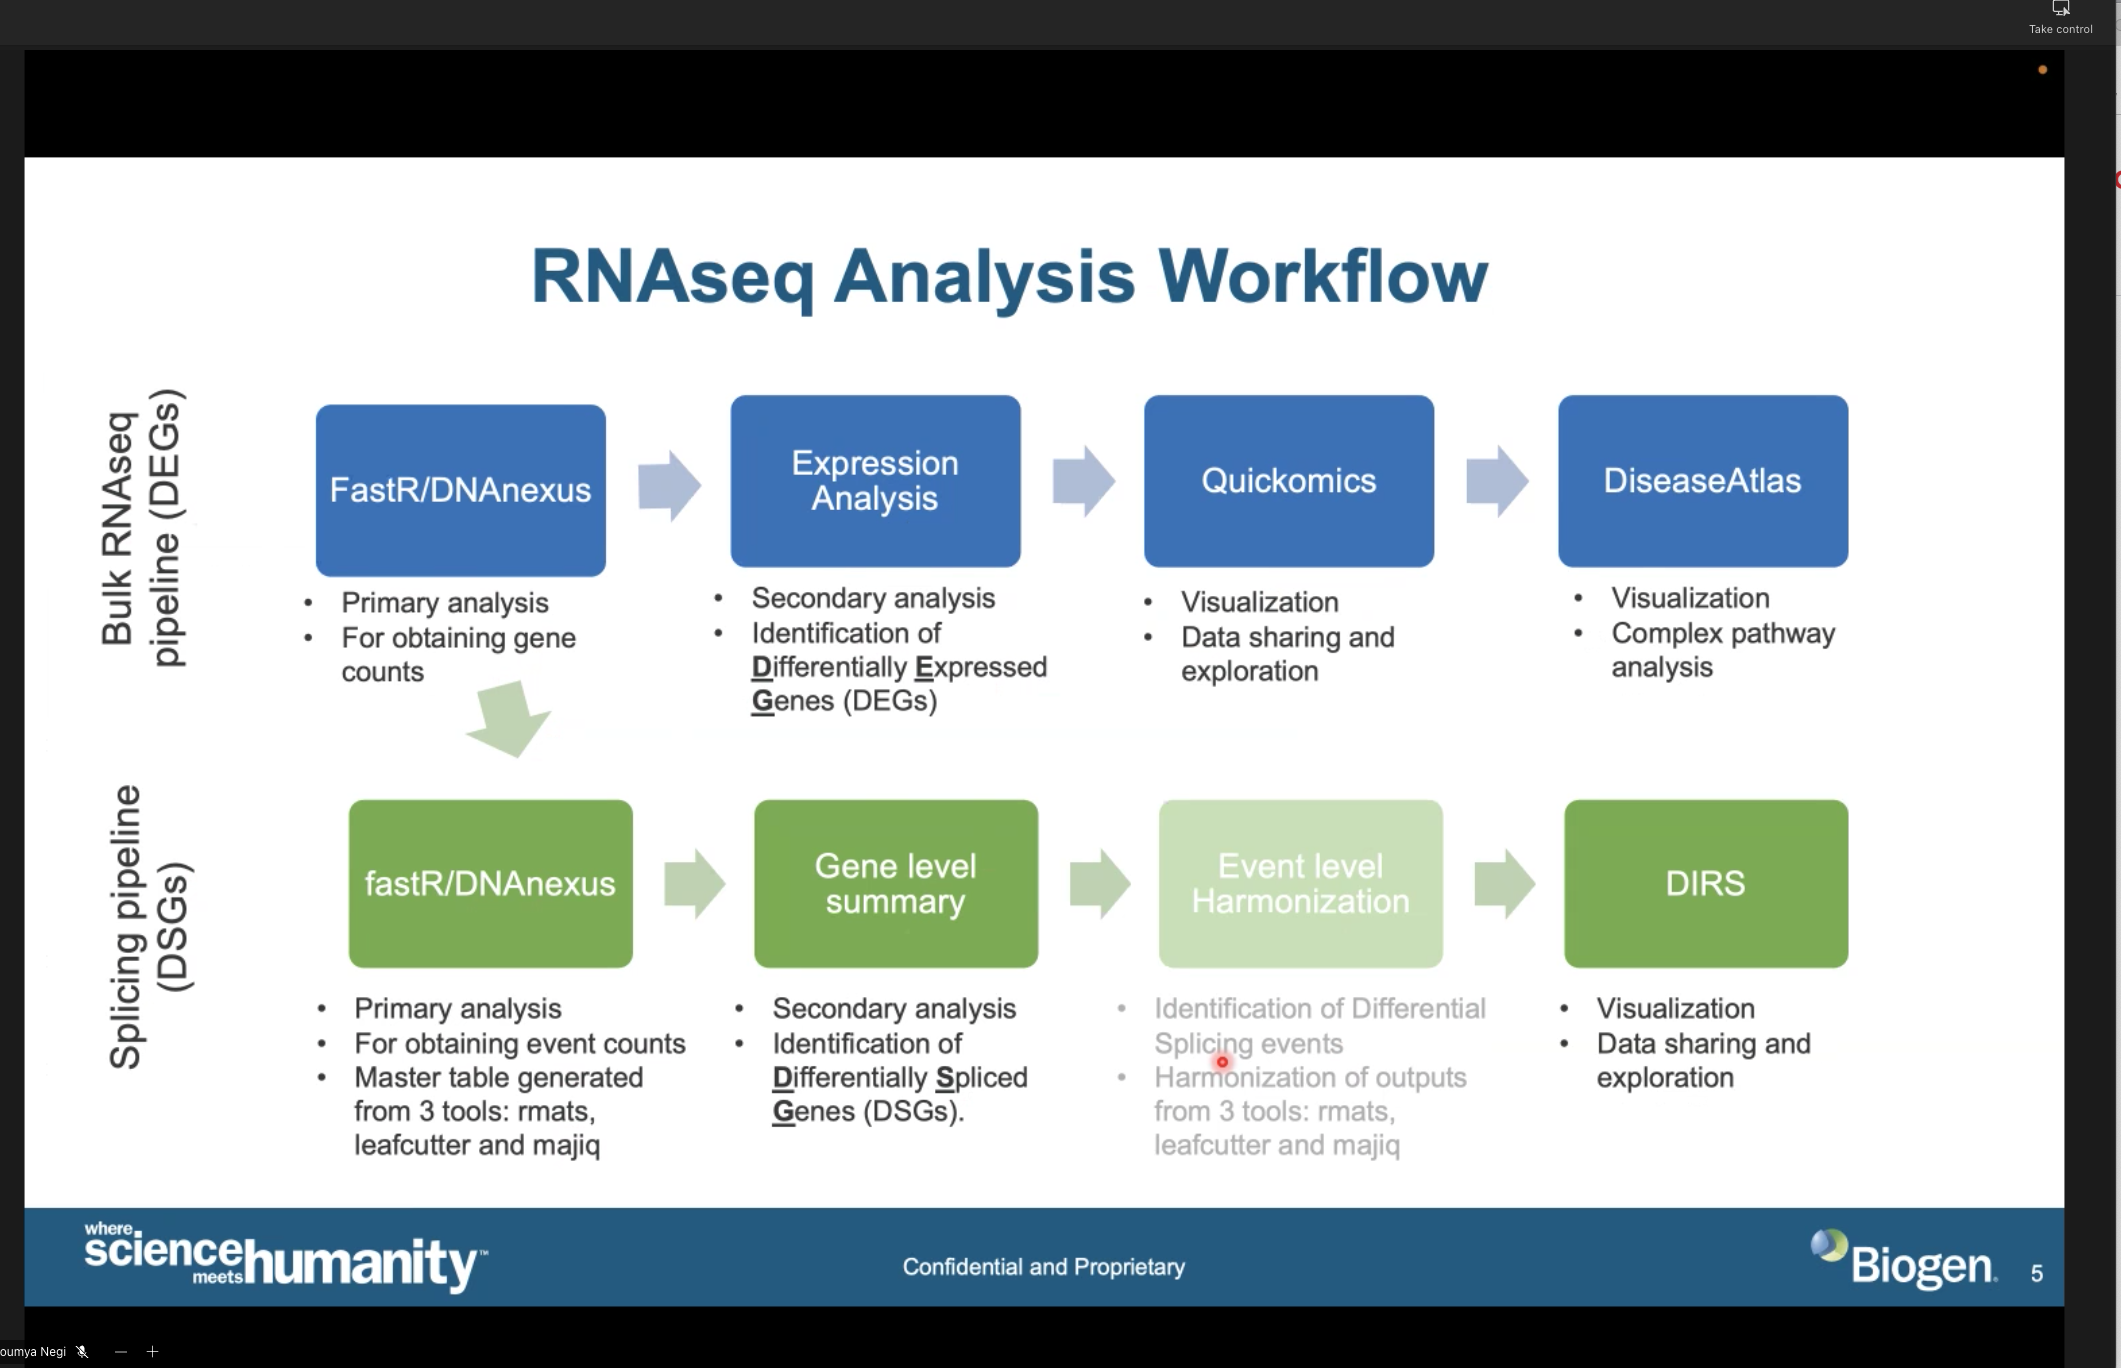 Take control
RNAseq Analysis Workflow
Bulk RNAseq
pipeline (DEGs)
FastR/DNAnexus
• Primary analysis
• For obtaining gene
counts
Expression
Analysis
• Secondary analysis
• Identification of
Differentially Expressed
Genes (DEGs)
Quickomics
• Visualization
• Data sharing and
exploration
DiseaseAtlas
• Visualization
• Complex pathway
analysis
Splicing pipeline
(DSGs)
fastR/DNAnexus
• Primary analysis
• For obtaining event counts
• Master table generated
from 3 tools: rmats,
leafcutter and majiq
Gene level
summary
• Secondary analysis
• Identification of
Differentially Spliced
Genes (DSGs).
Event level
Harmonization
• Identification of Differential
Splicing events
• Harmonization of outputs
from 3 tools: rmats,
leafcutter and majiq
DIRS
• Visualization
• Data sharing and
exploration
where
sciencehumanity™
meets
Confidential and Proprietary
Biogen.
5
oumya Negi